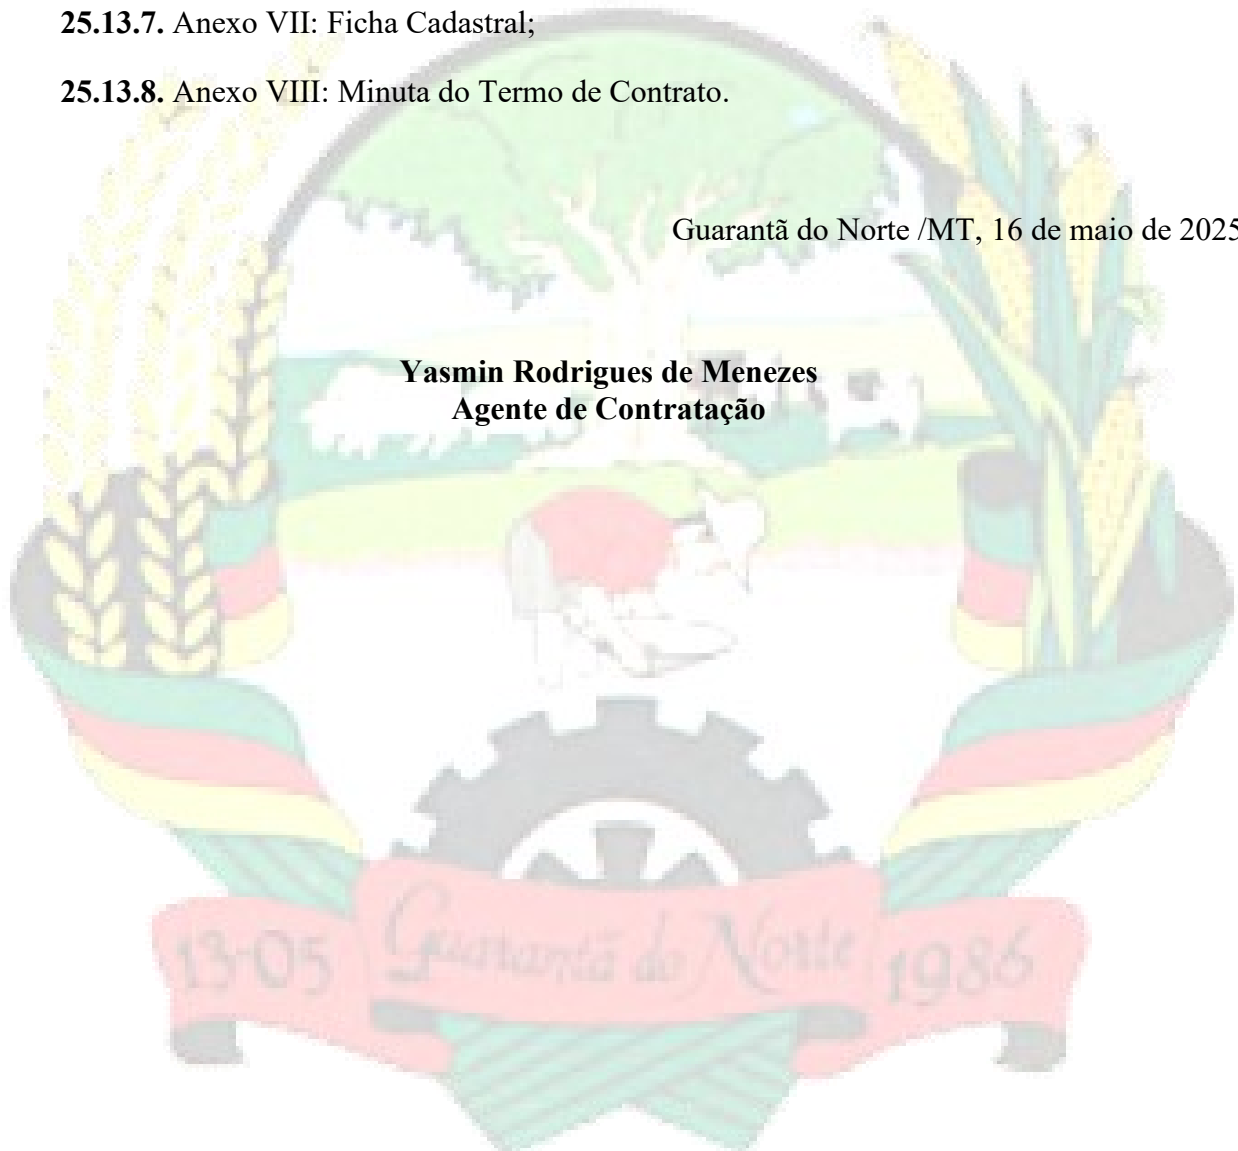 25.13.7. Anexo VII: Ficha Cadastral;
25.13.8. Anexo VIII: Minuta do Termo de Contrato.
Guarantã do Norte /MT, 16 de maio de 2025
Yasmin Rodrigues de Menezes
Agente de Contratação
13-05 Guarantã do Norte 1986